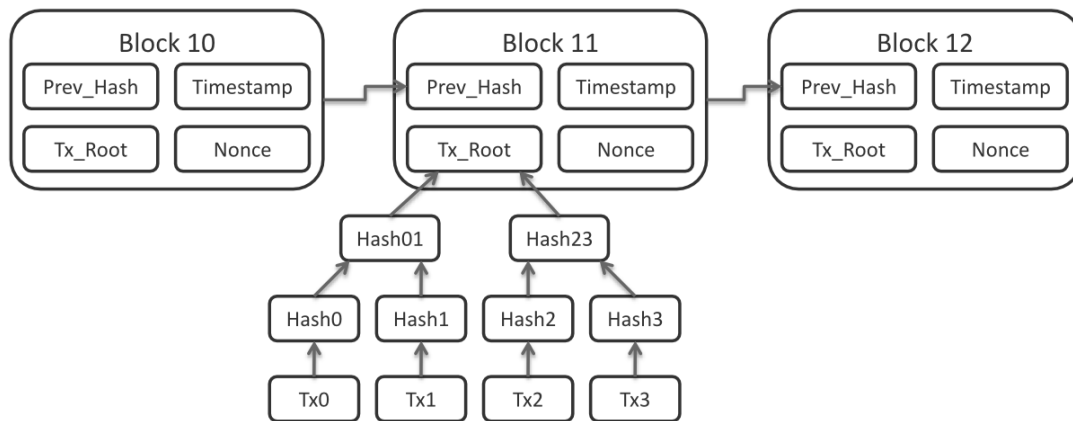 Block 10
Block 11
Block 12
Prev_Hash
Timestamp
Prev_Hash
Timestamp
Prev_Hash
Timestamp
Tx_Root
Nonce
Tx_Root
Nonce
Tx_Root
Nonce
Hash01
Hash23
Hash0
Hash1
Hash2
Hash3
Tx0
Tx1
Tx2
Tx3